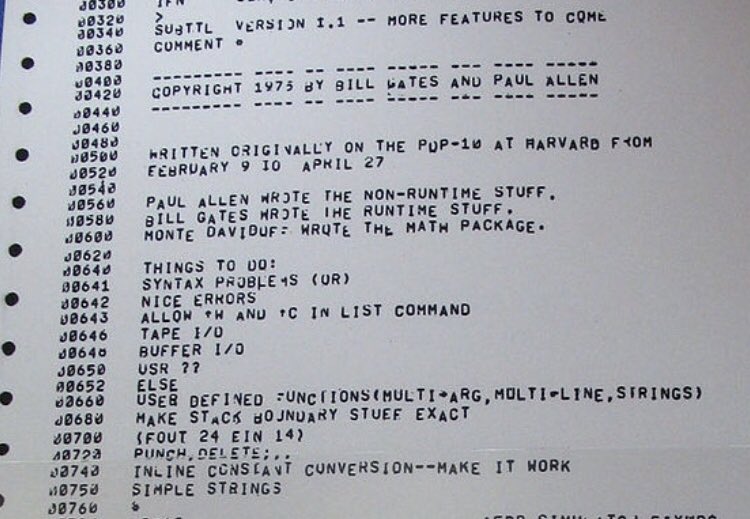 00300 IFN
00320 >
00340 SUBTTL VERSION 1.1 -- MORE FEATURES TO COME
00360 COMMENT *
00380
00400 --------- ---- -- ---- ----- --- ---- -----
00420 COPYRIGHT 1975 BY BILL GATES AND PAUL ALLEN
00440 --------- ---- -- ---- ----- --- ---- -----
00460
00480
00500 WRITTEN ORIGINALLY ON THE PDP-10 AT HARVARD FROM
00520 FEBRUARY 9 TO APRIL 27
00540
00560 PAUL ALLEN WROTE THE NON-RUNTIME STUFF.
00580 BILL GATES WROTE THE RUNTIME STUFF.
00600 MONTE DAVIDOFF WROTE THE MATH PACKAGE.
00620
00640 THINGS TO DO:
00641 SYNTAX PROBLEMS (OR)
00642 NICE ERRORS
00643 ALLOW ↑W AND ↑C IN LIST COMMAND
00646 TAPE I/O
00648 BUFFER I/O
00650 USR ??
00652 ELSE
00660 USER DEFINED FUNCTIONS(MULTI-ARG,MULTI-LINE,STRINGS)
00680 MAKE STACK BOUNDARY STUFF EXACT
00700 (FOUT 24 FIN 14)
00720 PUNCH,DELETE;,,
00740 INLINE CONSTANT CONVERSION--MAKE IT WORK
00750 SIMPLE STRINGS
00760 *